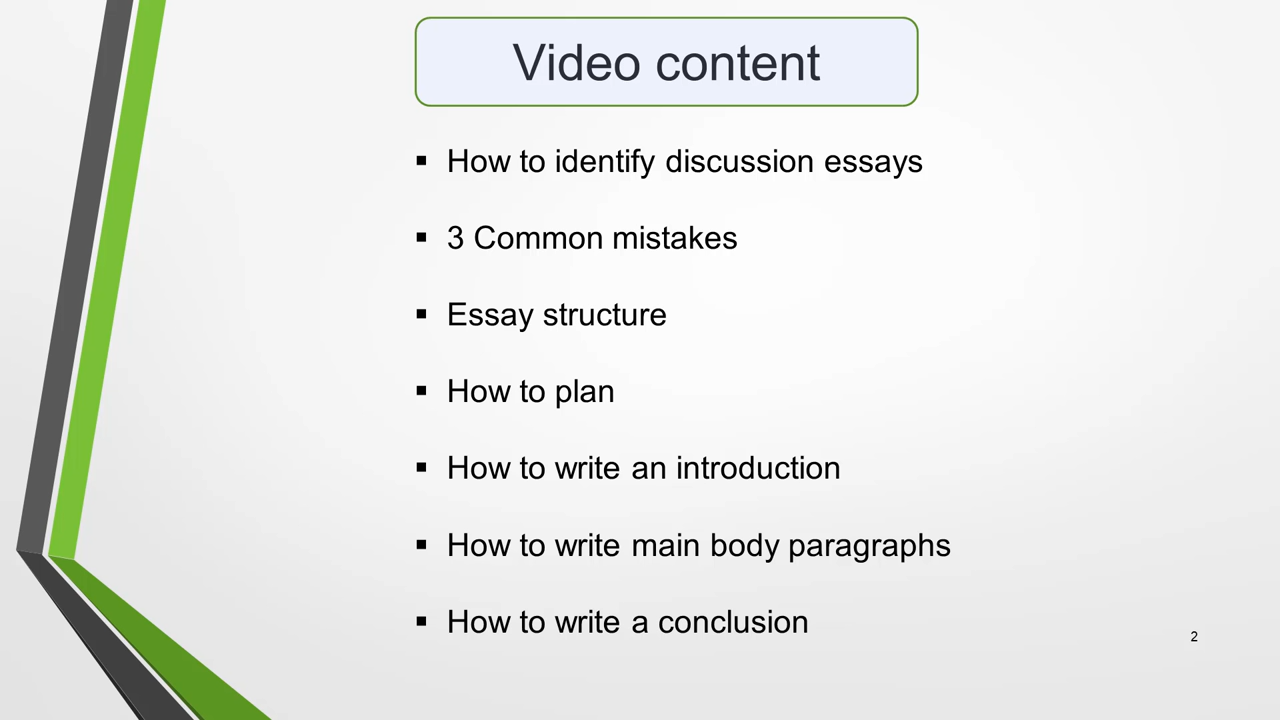 Video content
▪ How to identify discussion essays
▪ 3 Common mistakes
▪ Essay structure
▪ How to plan
▪ How to write an introduction
▪ How to write main body paragraphs
▪ How to write a conclusion
2